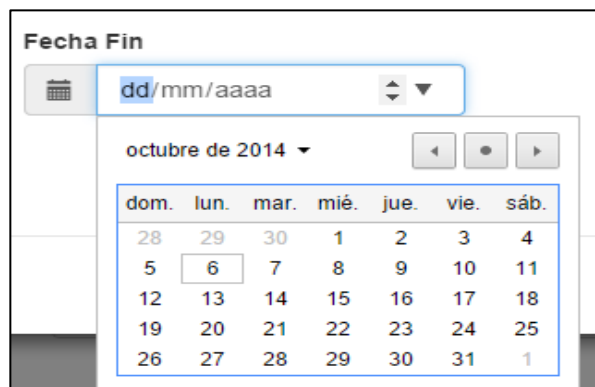 Fecha Fin
dd/mm/aaaa
octubre de 2014
dom. lun. mar. mié. jue. vie. sáb.
28 29 30 1 2 3 4
5 6 7 8 9 10 11
12 13 14 15 16 17 18
19 20 21 22 23 24 25
26 27 28 29 30 31 1